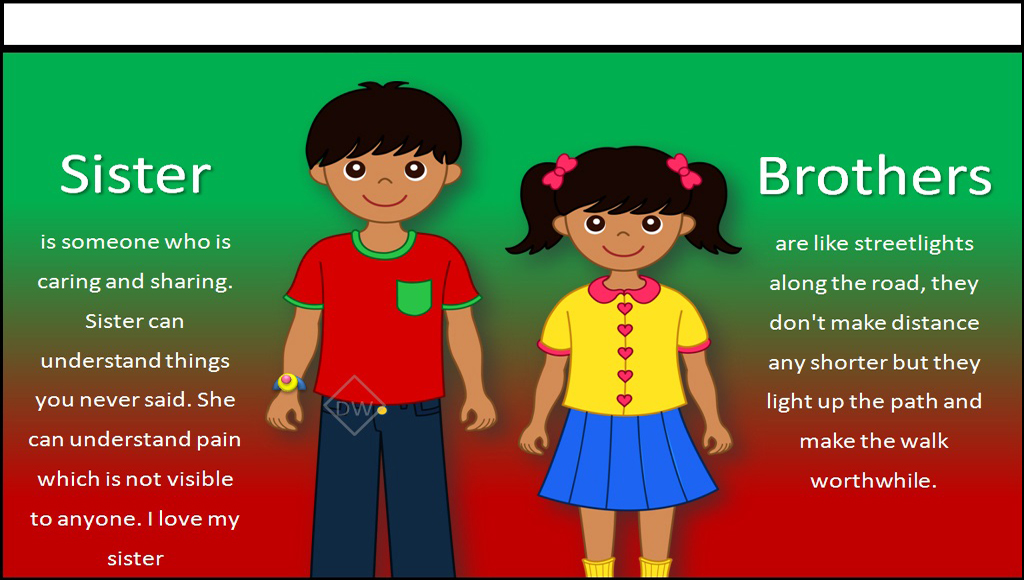 Sister
is someone who is
caring and sharing.
Sister can
understand things
you never said. She
can understand pain
which is not visible
to anyone. I love my
sister
DW
Brothers
are like streetlights
along the road, they
don't make distance
any shorter but they
light up the path and
make the walk
worthwhile.